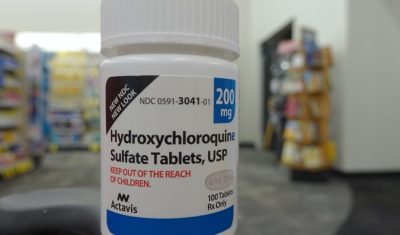 NEW NDC
NEW LOOK
NDC 0591-3041-01
200
mg
Hydroxychloroquine
Sulfate Tablets, USP
KEEP OUT OF THE REACH
OF CHILDREN.
Actavis
100 Tablets
Rx Only